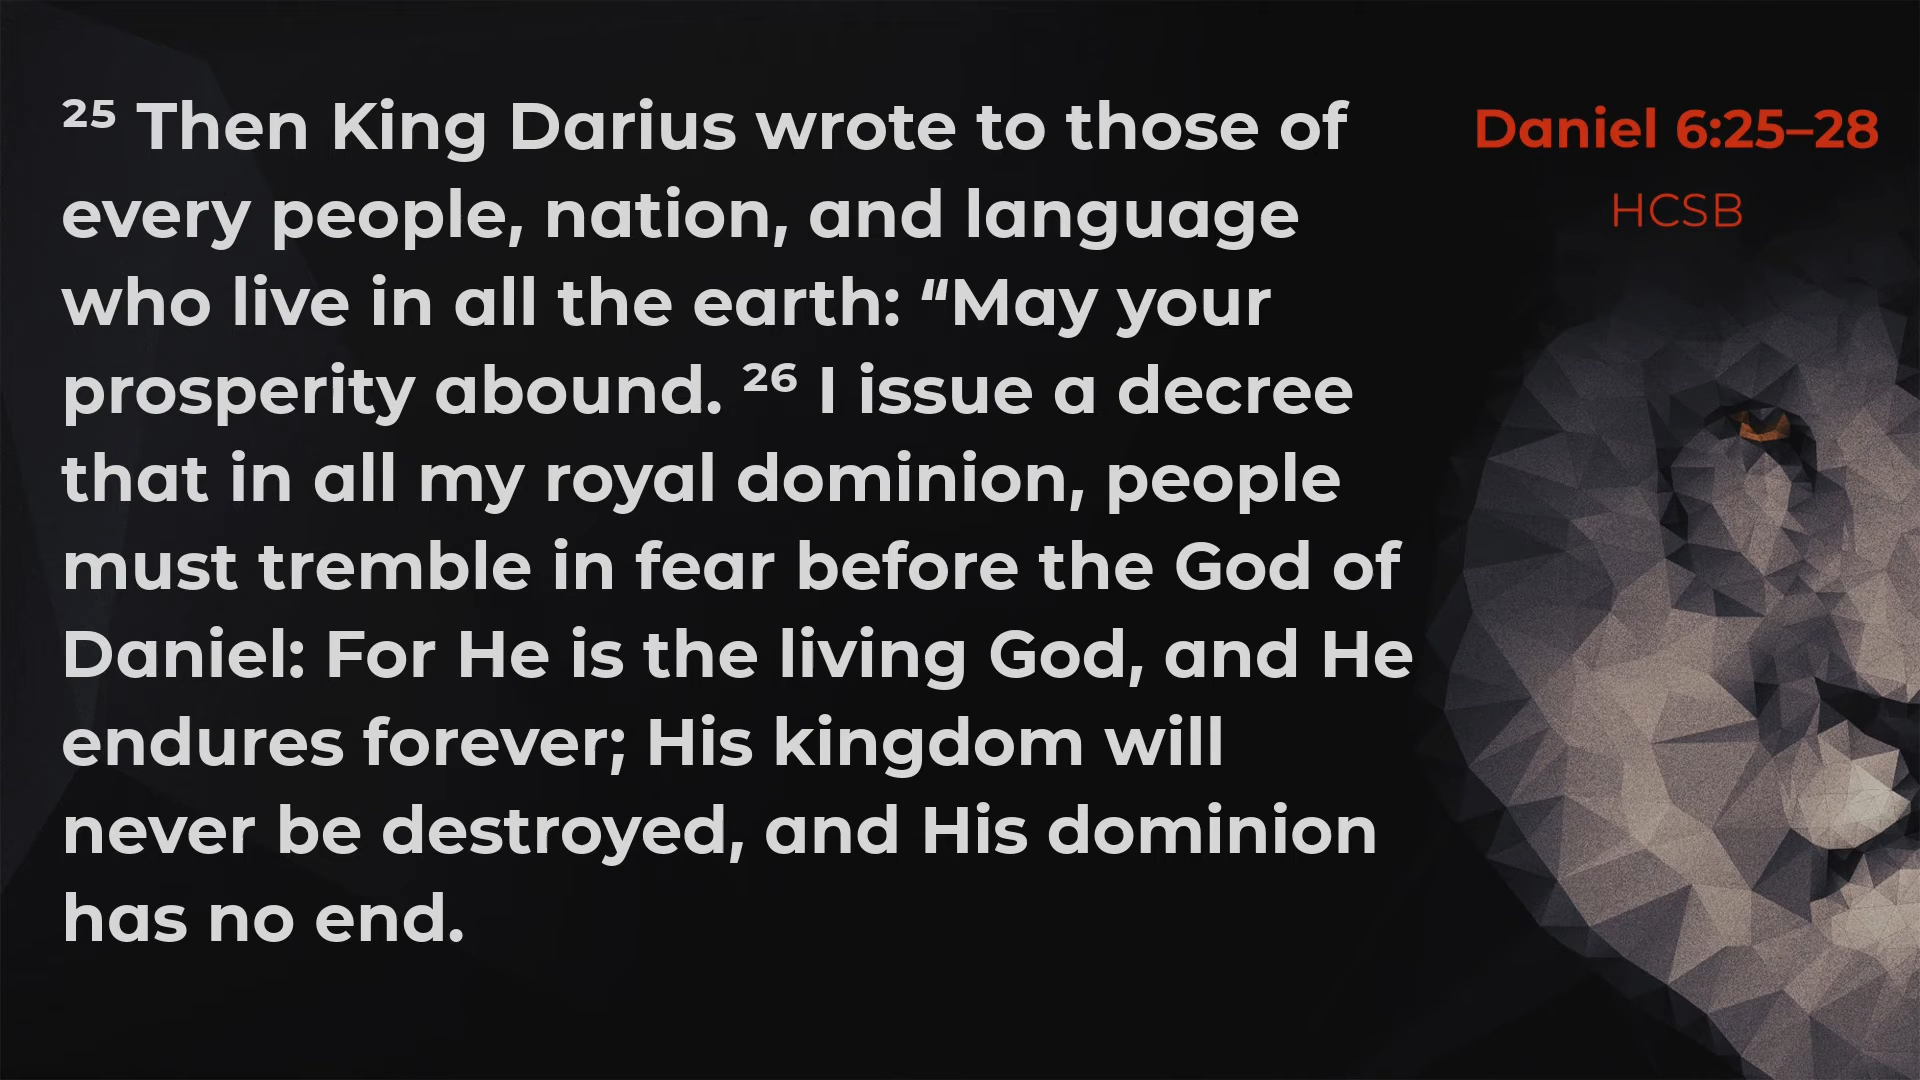 ²⁵ Then King Darius wrote to those of
every people, nation, and language
who live in all the earth: “May your
prosperity abound. ²⁶ I issue a decree
that in all my royal dominion, people
must tremble in fear before the God of
Daniel: For He is the living God, and He
endures forever; His kingdom will
never be destroyed, and His dominion
has no end.
Daniel 6:25–28
HCSB